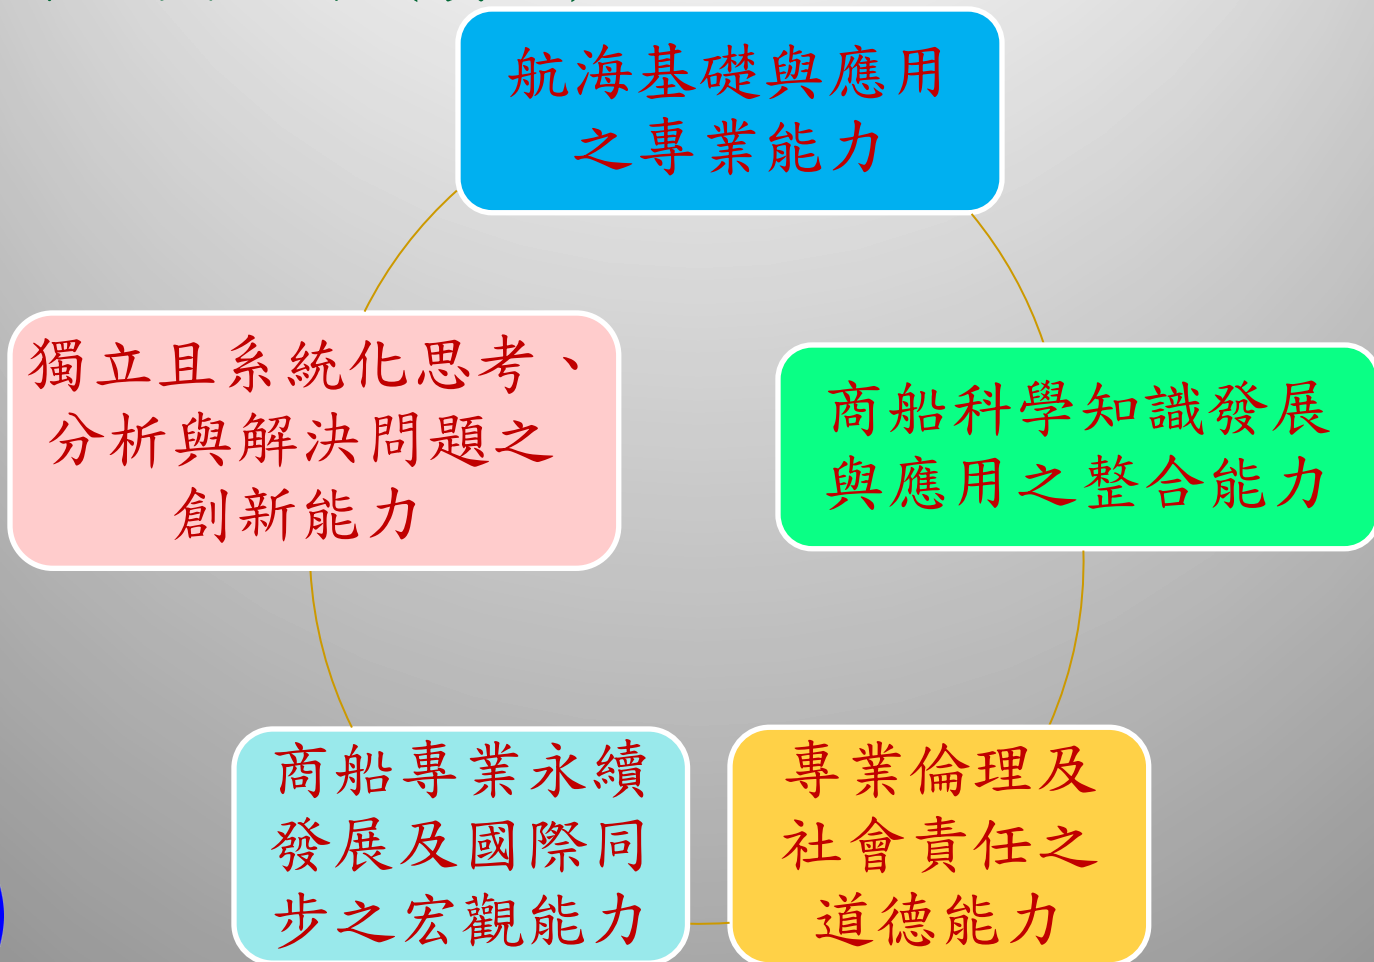 航海基礎與應用
之專業能力
商船科學知識發展
與應用之整合能力
專業倫理及
社會責任之
道德能力
商船專業永續
發展及國際同
步之宏觀能力
獨立且系統化思考、
分析與解決問題之
創新能力